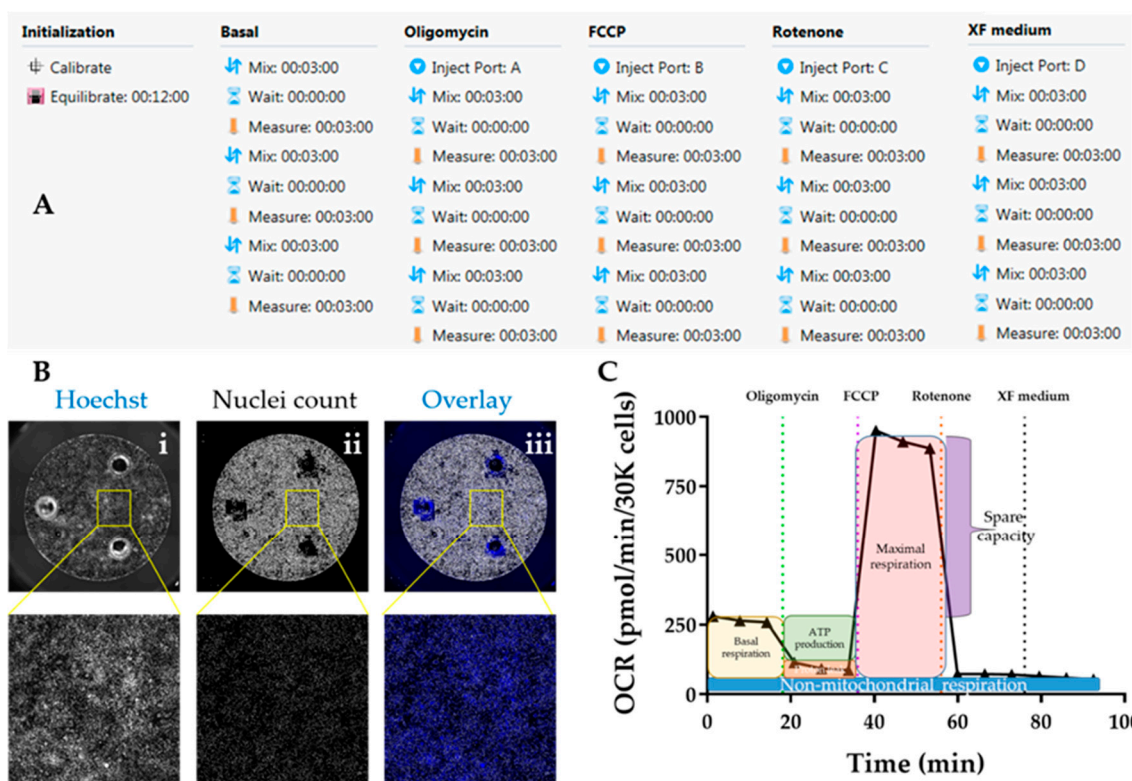 Initialization
Calibrate
Equilibrate: 00:12:00
Basal
Mix: 00:03:00
Wait: 00:00:00
Measure: 00:03:00
Mix: 00:03:00
Wait: 00:00:00
Measure: 00:03:00
Mix: 00:03:00
Wait: 00:00:00
Measure: 00:03:00
Oligomycin
Inject Port: A
Mix: 00:03:00
Wait: 00:00:00
Measure: 00:03:00
Mix: 00:03:00
Wait: 00:00:00
Measure: 00:03:00
Mix: 00:03:00
Wait: 00:00:00
Measure: 00:03:00
FCCP
Inject Port: B
Mix: 00:03:00
Wait: 00:00:00
Measure: 00:03:00
Mix: 00:03:00
Wait: 00:00:00
Measure: 00:03:00
Mix: 00:03:00
Wait: 00:00:00
Measure: 00:03:00
Rotenone
Inject Port: C
Mix: 00:03:00
Wait: 00:00:00
Measure: 00:03:00
Mix: 00:03:00
Wait: 00:00:00
Measure: 00:03:00
Mix: 00:03:00
Wait: 00:00:00
Measure: 00:03:00
XF medium
Inject Port: D
Mix: 00:03:00
Wait: 00:00:00
Measure: 00:03:00
Mix: 00:03:00
Wait: 00:00:00
Measure: 00:03:00
Mix: 00:03:00
Wait: 00:00:00
Measure: 00:03:00
A
B
Hoechst
Nuclei count
Overlay
i
ii
iii
C
Oligomycin
FCCP
Rotenone
XF medium
OCR (pmol/min/30K cells)
1000
750
500
250
0
Basal
respiration
ATP
production
Maximal
respiration
Spare
capacity
Non-mitochondrial respiration
0
20
40
60
80
100
Time (min)